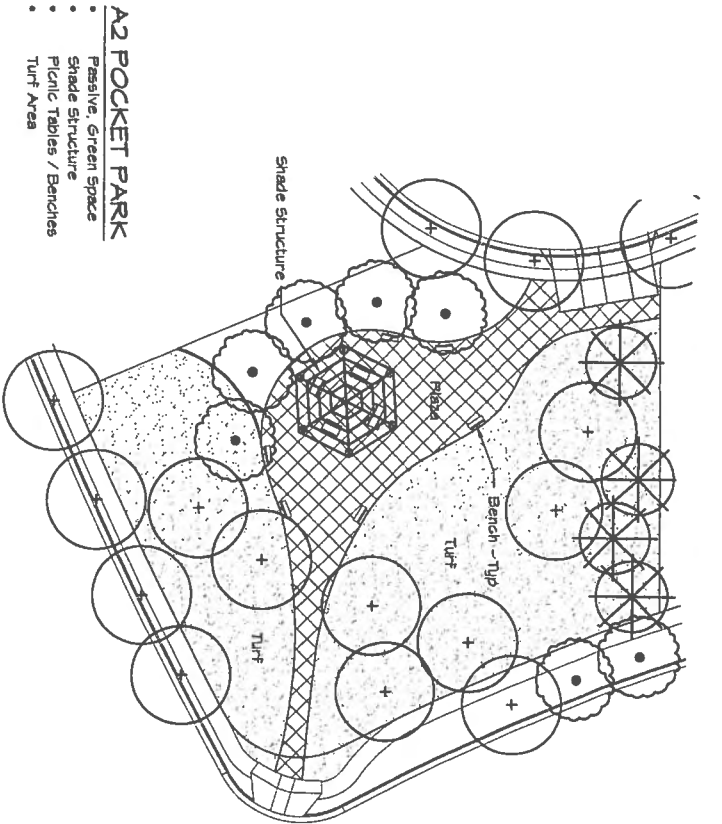 A2 POCKET PARK
• Passive, Green Space
• Shade Structure
• Picnic Tables / Benches
• Turf Area
Shade Structure
Plaza
Bench - Typ
Turf
Turf